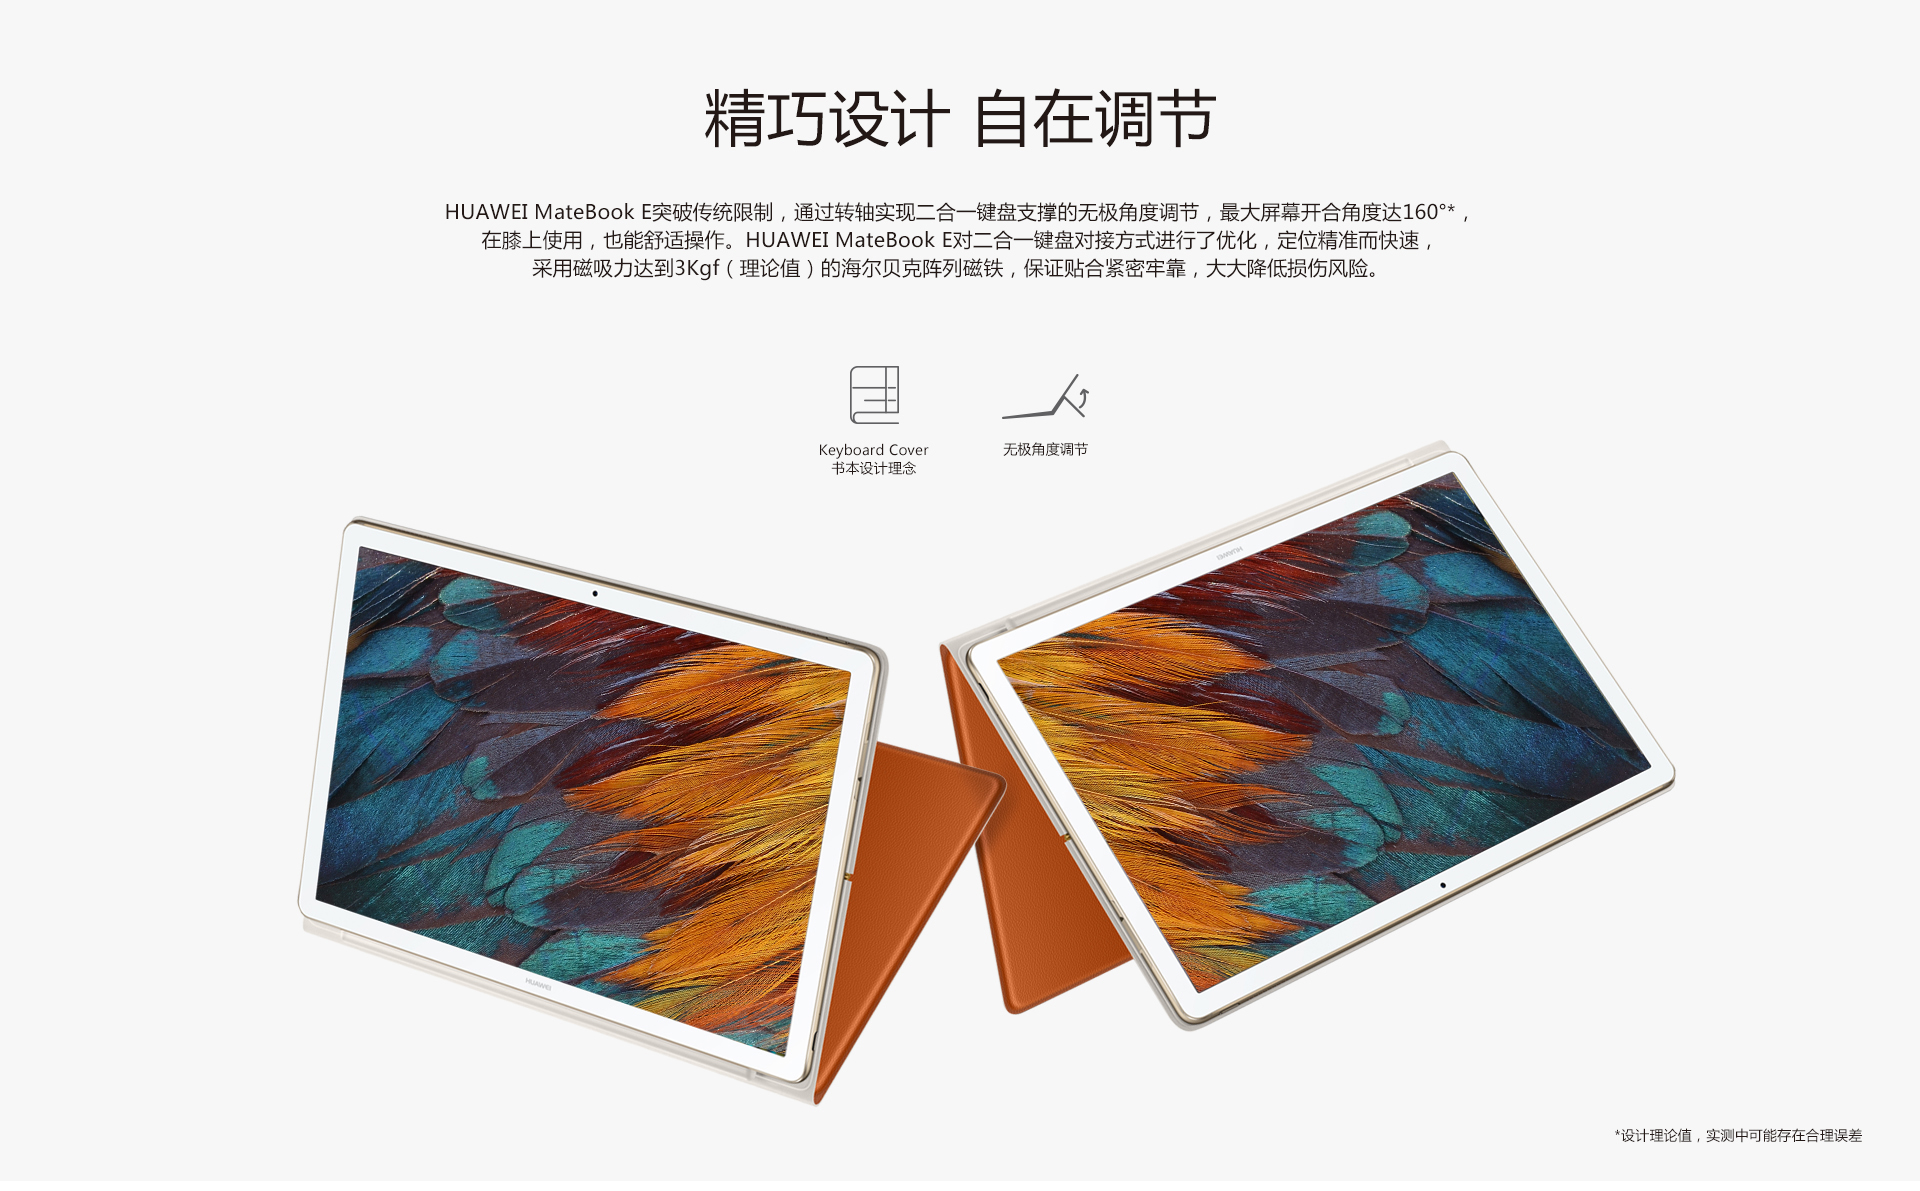 精巧设计 自在调节
HUAWEI MateBook E突破传统限制，通过转轴实现二合一键盘支撑的无极角度调节，最大屏幕开合角度达160°*，
在膝上使用，也能舒适操作。HUAWEI MateBook E对二合一键盘对接方式进行了优化，定位精准而快速，
采用磁吸力达到3Kgf（理论值）的海尔贝克阵列磁铁，保证贴合紧密牢靠，大大降低损伤风险。
Keyboard Cover
书本设计理念
无极角度调节
HUAWEI
HUAWEI
*设计理论值，实测中可能存在合理误差